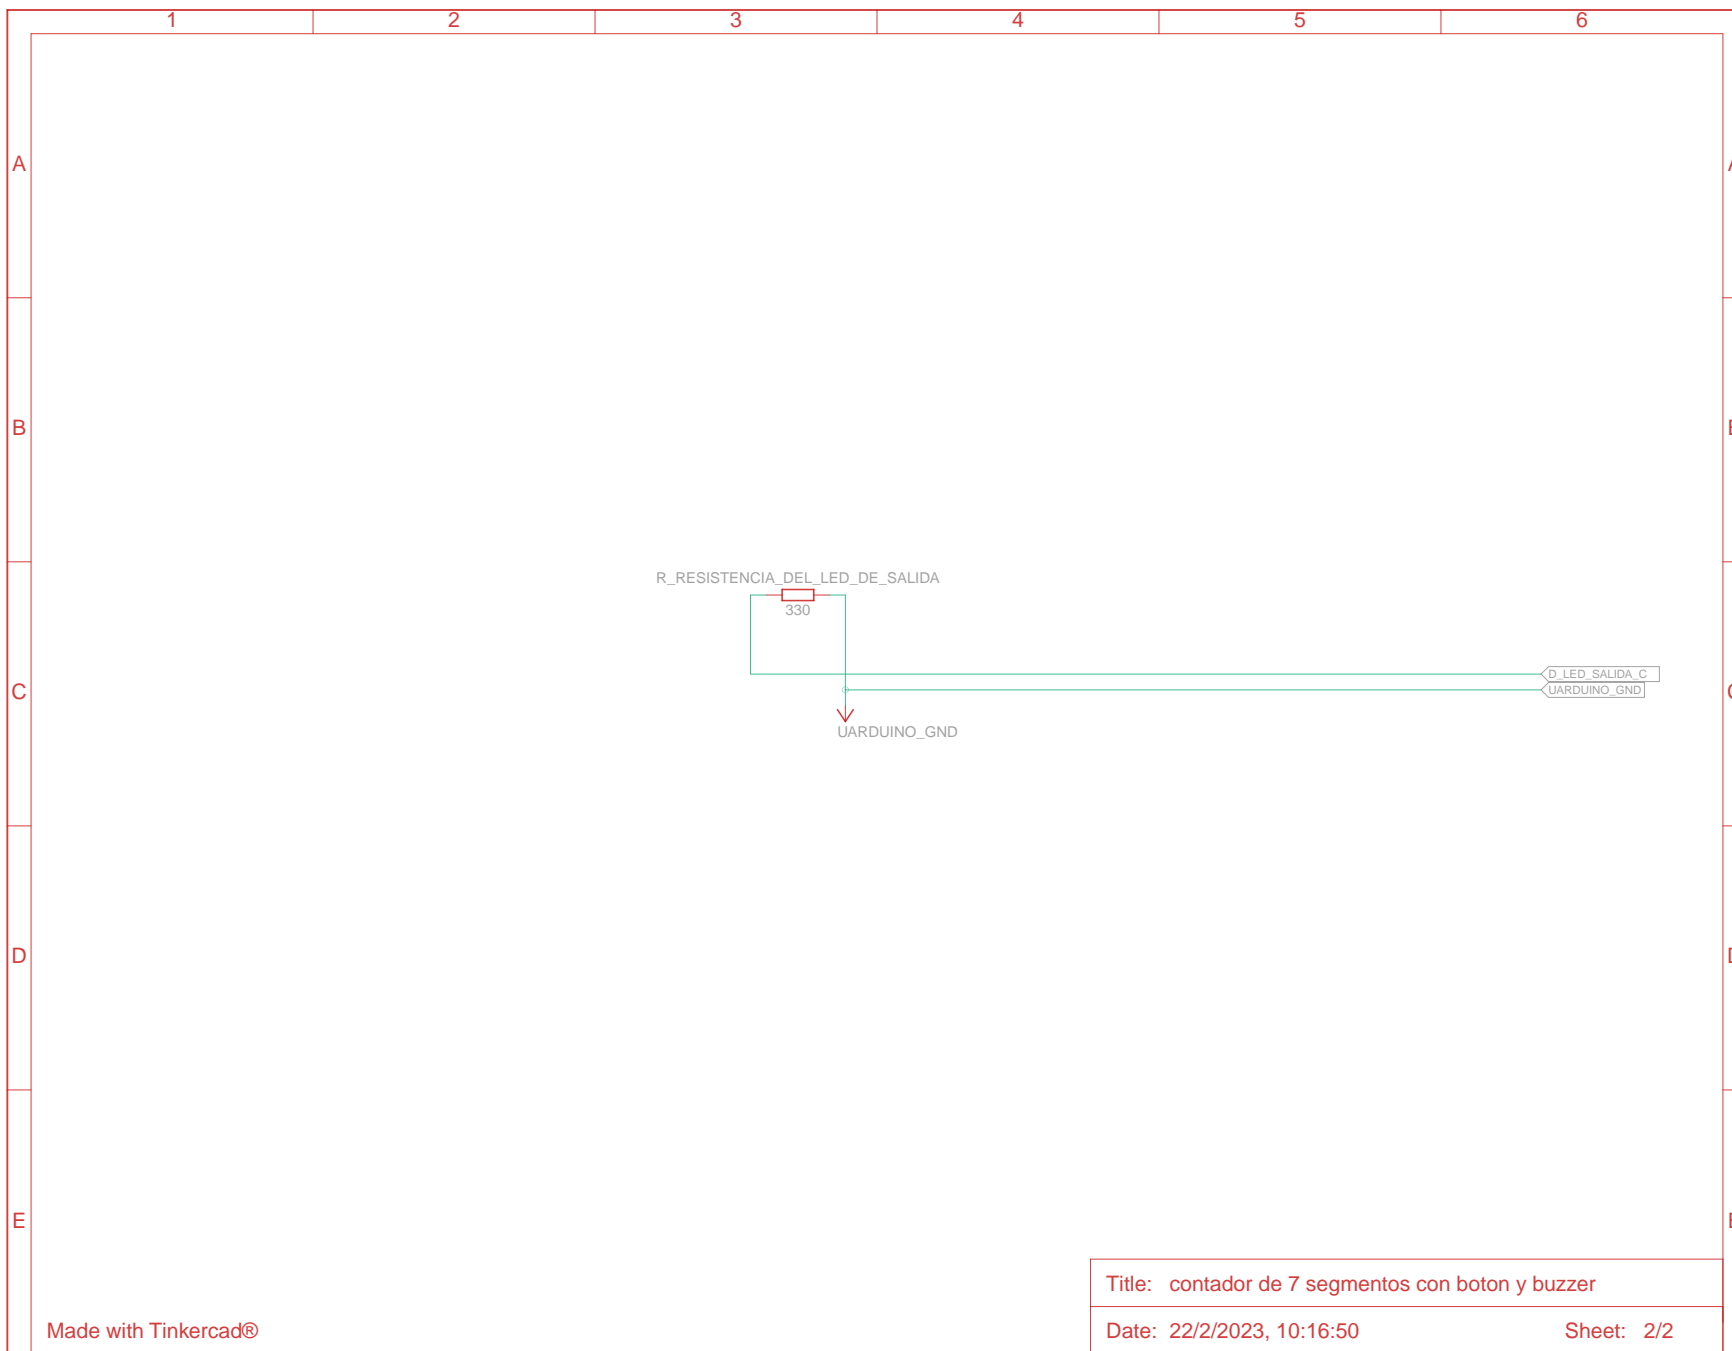 1 2 3 4 5 6
A
B
R_RESISTENCIA_DEL_LED_DE_SALIDA
330
D_LED_SALIDA_C
C
UARDUINO_GND
UARDUINO_GND
D
E
Title: contador de 7 segmentos con boton y buzzer
Made with Tinkercad®
Date: 22/2/2023, 10:16:50 Sheet: 2/2